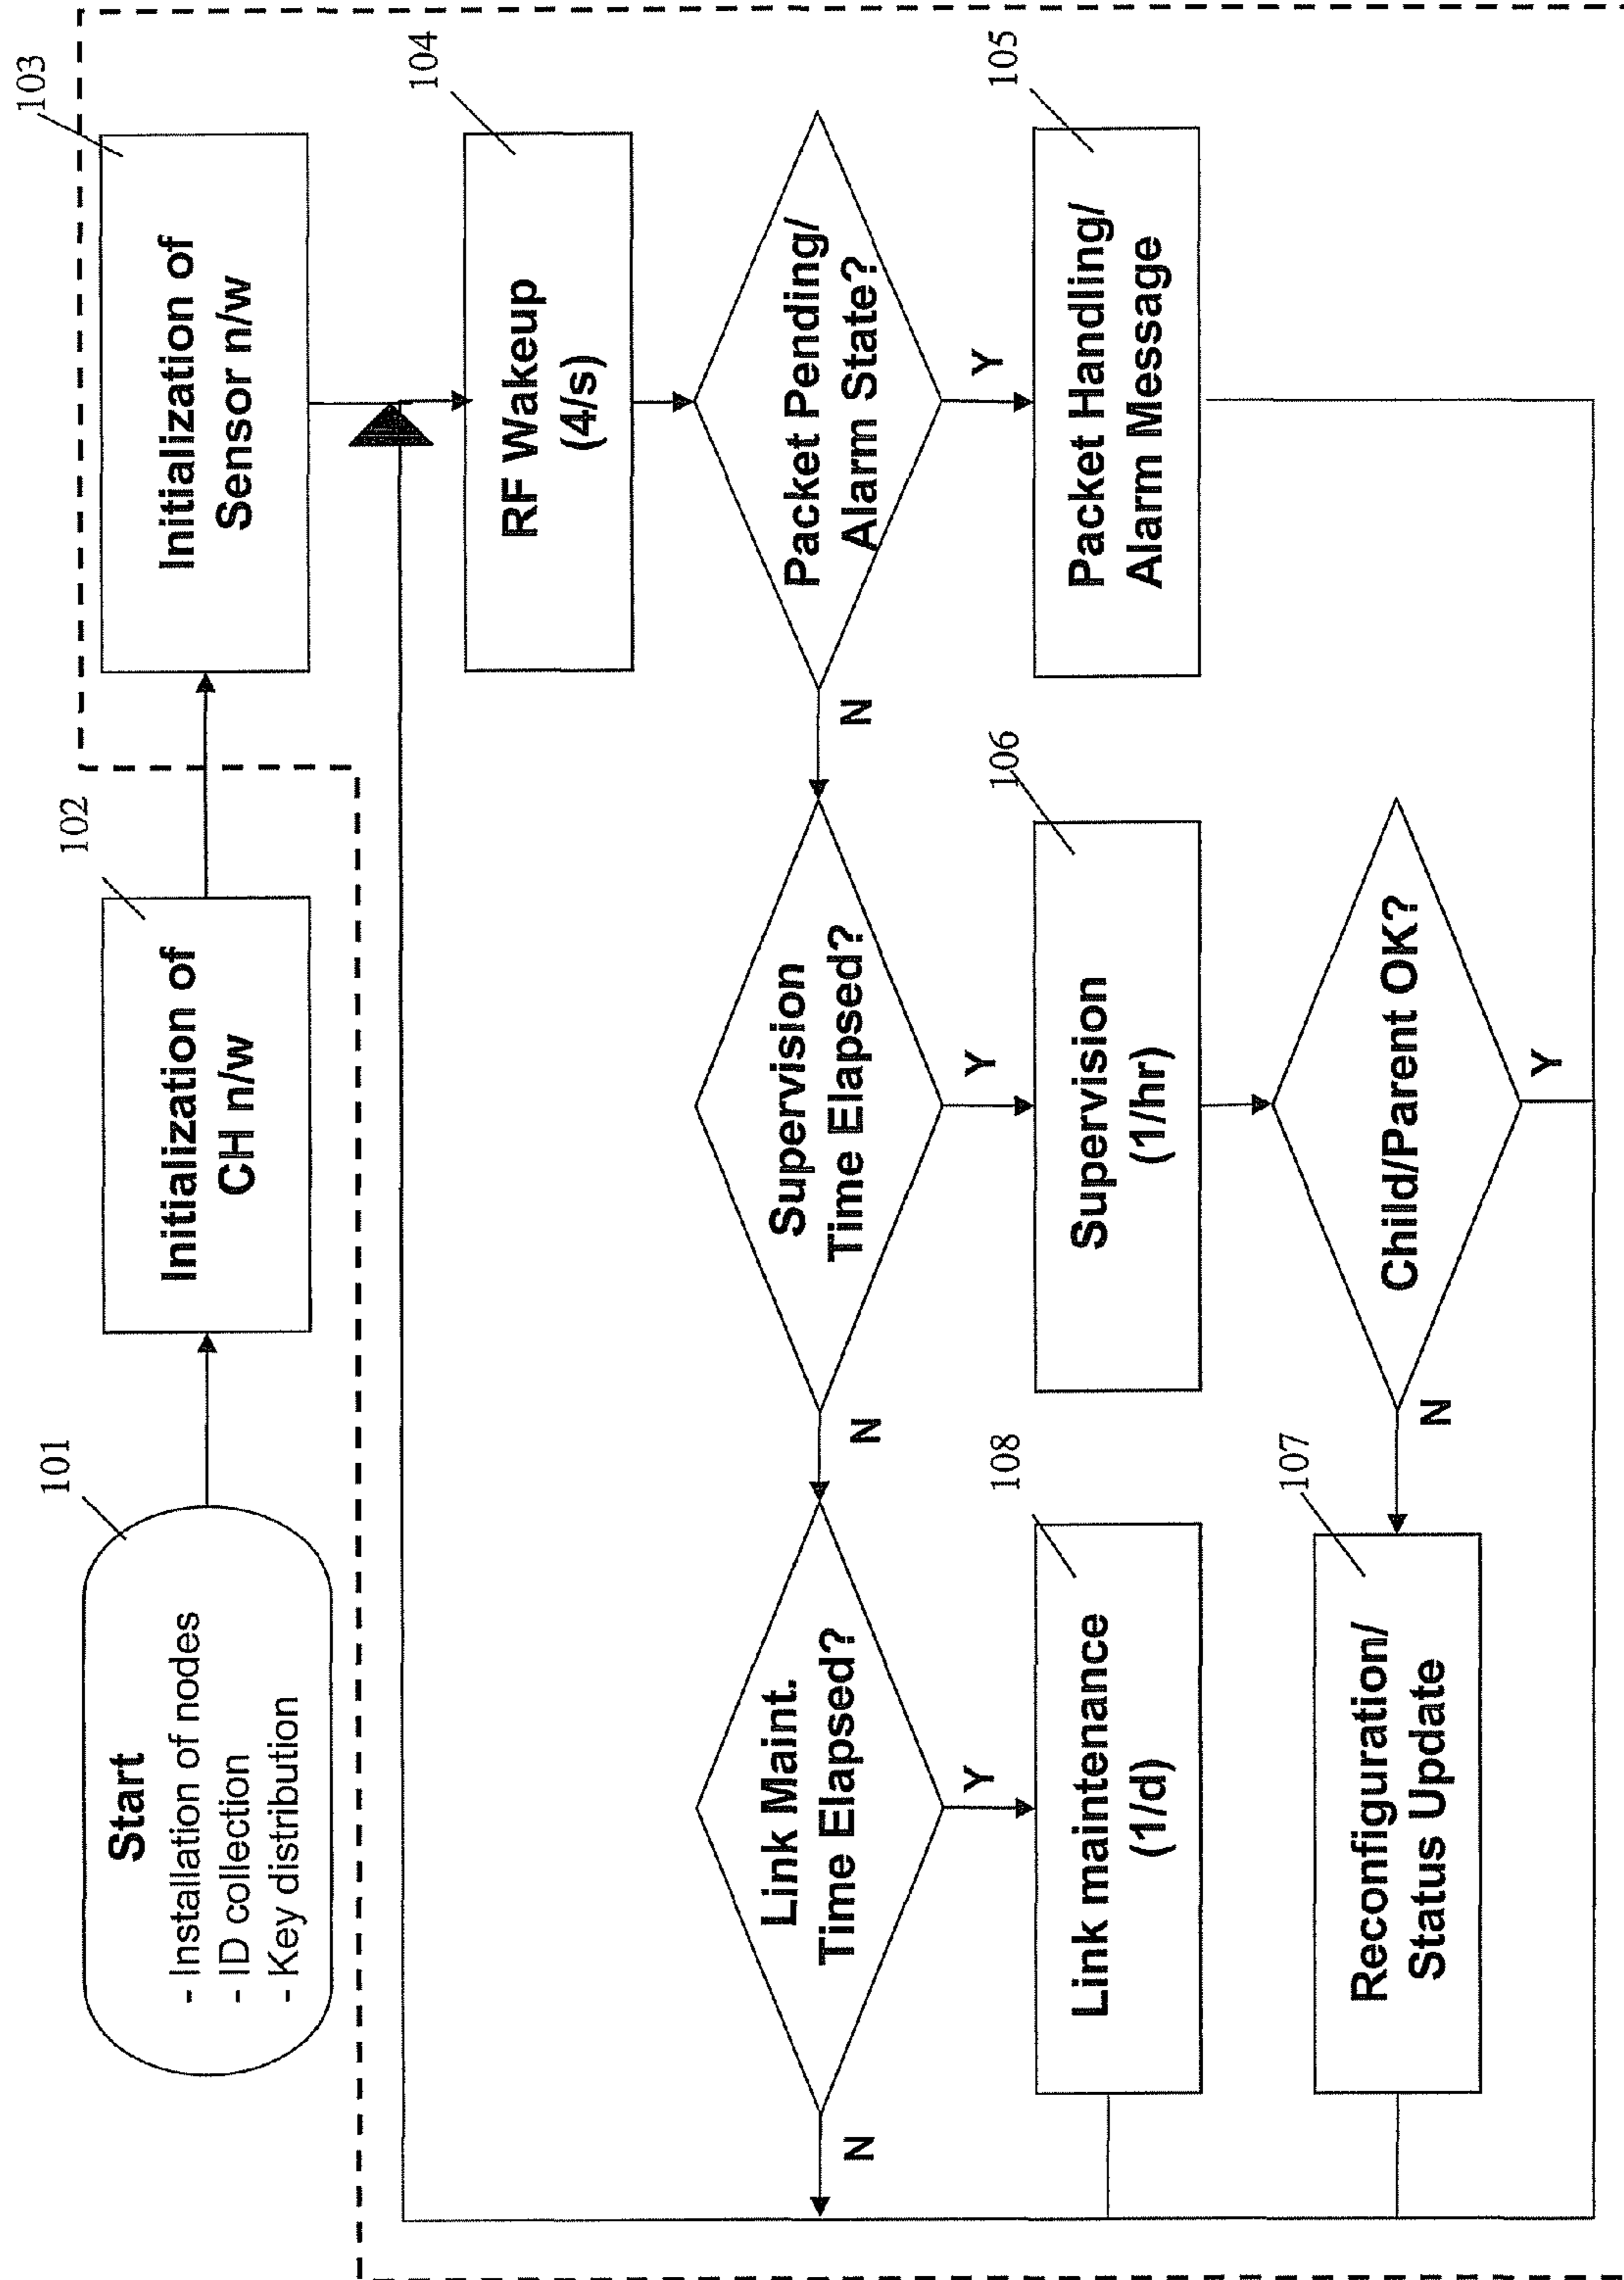 101
Start
- Installation of nodes
- ID collection
- Key distribution
102
Initialization of
CH n/w
103
Initialization of
Sensor n/w
104
RF Wakeup
(4/s)
Packet Pending/
Alarm State?
N
Y
105
Packet Handling/
Alarm Message
Supervision
Time Elapsed?
N
Y
106
Supervision
(1/hr)
Child/Parent OK?
N
Y
Link Maint.
Time Elapsed?
N
Y
108
Link maintenance
(1/d)
107
Reconfiguration/
Status Update